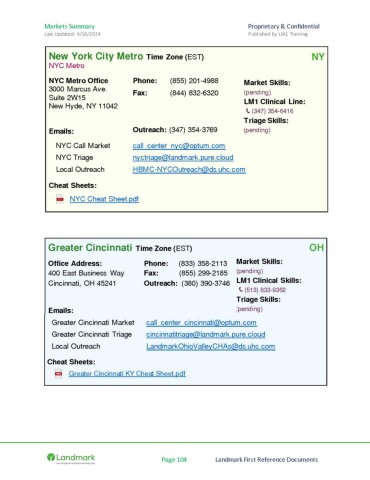 Markets Summary
Proprietary & Confidential
Last Updated: 4/16/2024
Published by LM1 Training
New York City Metro Time Zone (EST) NY
NYC Metro
NYC Metro Office
3000 Marcus Ave.
Suite 2W15
New Hyde, NY 11042
Phone: (855) 201-4988
Fax: (844) 832-6320
Outreach: (347) 354-3769
Market Skills:
(pending)
LM1 Clinical Line:
(347) 354-6416
Triage Skills:
(pending)
Emails:
NYC Call Market call_center_nyc@optum.com
NYC Triage nyctriage@landmark.pure.cloud
Local Outreach HBMC-NYCOutreach@ds.uhc.com
Cheat Sheets:
NYC Cheat Sheet.pdf
Greater Cincinnati Time Zone (EST) OH
Office Address:
400 East Business Way
Cincinnati, OH 45241
Phone: (833) 358-2113
Fax: (855) 299-2185
Outreach: (380) 390-3746
Market Skills:
(pending)
LM1 Clinical Skills:
(513) 833-9362
Triage Skills:
(pending)
Emails:
Greater Cincinnati Market call_center_cincinnati@optum.com
Greater Cincinnati Triage cincinnatitriage@landmark.pure.cloud
Local Outreach LandmarkOhioValleyCHAs@ds.uhc.com
Cheat Sheets:
Greater Cincinnati KY Cheat Sheet.pdf
Landmark
Page 104
Landmark First Reference Documents